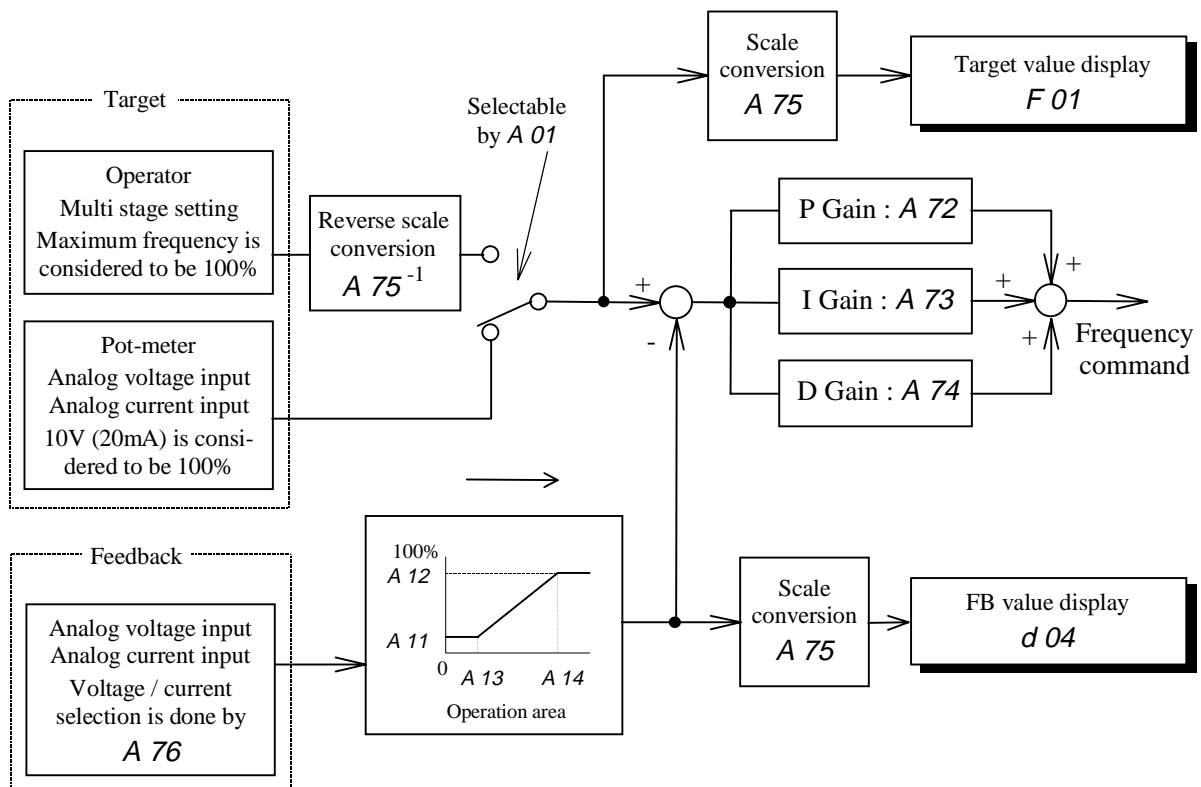 Target
Operator
Multi stage setting
Maximum frequency is
considered to be 100%
Pot-meter
Analog voltage input
Analog current input
10V (20mA) is consi-
dered to be 100%
Reverse scale
conversion
A 75 -1
Selectable
by A 01
Scale
conversion
A 75
Target value display
F 01
+
-
P Gain : A 72
I Gain : A 73
D Gain : A 74
+
+
+
Frequency
command
Feedback
Analog voltage input
Analog current input
Voltage / current
selection is done by
A 76
100%
A 12
A 11
0
A 13 A 14
Operation area
Scale
conversion
A 75
FB value display
d 04